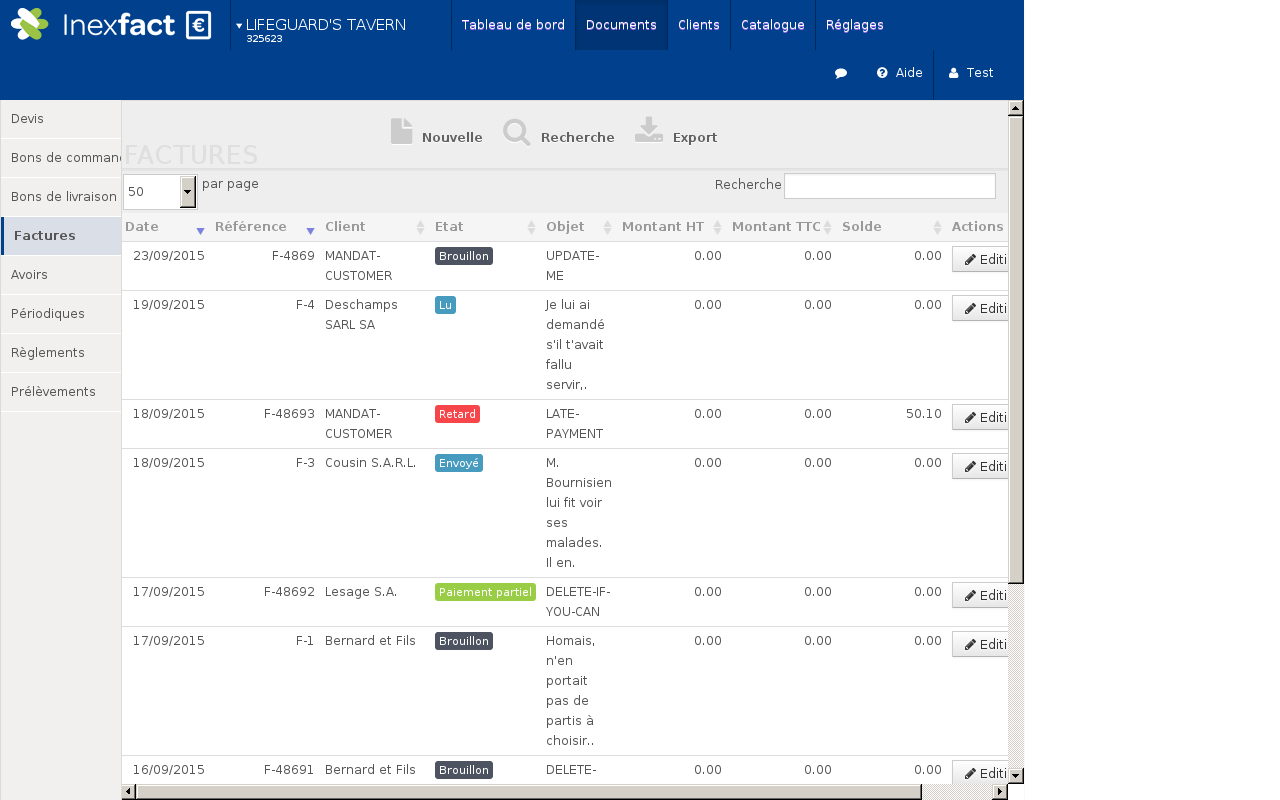 Inexfact €
LIFEGUARD'S TAVERN
325623
Tableau de bord
Documents
Clients
Catalogue
Réglages
Aide
Test
Devis
Bons de livraison
Factures
Avoirs
Périodiques
Règlements
Prélèvements
Nouvelle
Recherche
Export
FACTURES
50 par page
Recherche
Date Référence Client Etat Objet Montant HT Montant TTC Solde Actions
23/09/2015 F-4869 MANDAT- Brouillon UPDATE- 0.00 0.00 0.00 Editi
CUSTOMER ME
19/09/2015 F-4 Deschamps Lu Je lui ai 0.00 0.00 0.00 Editi
SARL SA demandé
s'il t'avait
fallu
servir,.
18/09/2015 F-48693 MANDAT- Retard LATE- 0.00 0.00 50.10 Editi
CUSTOMER PAYMENT
18/09/2015 F-3 Cousin S.A.R.L. Envoyé M. 0.00 0.00 0.00 Editi
Bournisien
lui fit voir
ses
malades.
Il en.
17/09/2015 F-48692 Lesage S.A. Paiement partiel DELETE-IF- 0.00 0.00 0.00 Editi
YOU-CAN
17/09/2015 F-1 Bernard et Fils Brouillon Homais, 0.00 0.00 0.00 Editi
n'en
portait
pas de
partis à
choisir..
16/09/2015 F-48691 Bernard et Fils Brouillon DELETE- 0.00 0.00 0.00 Editi